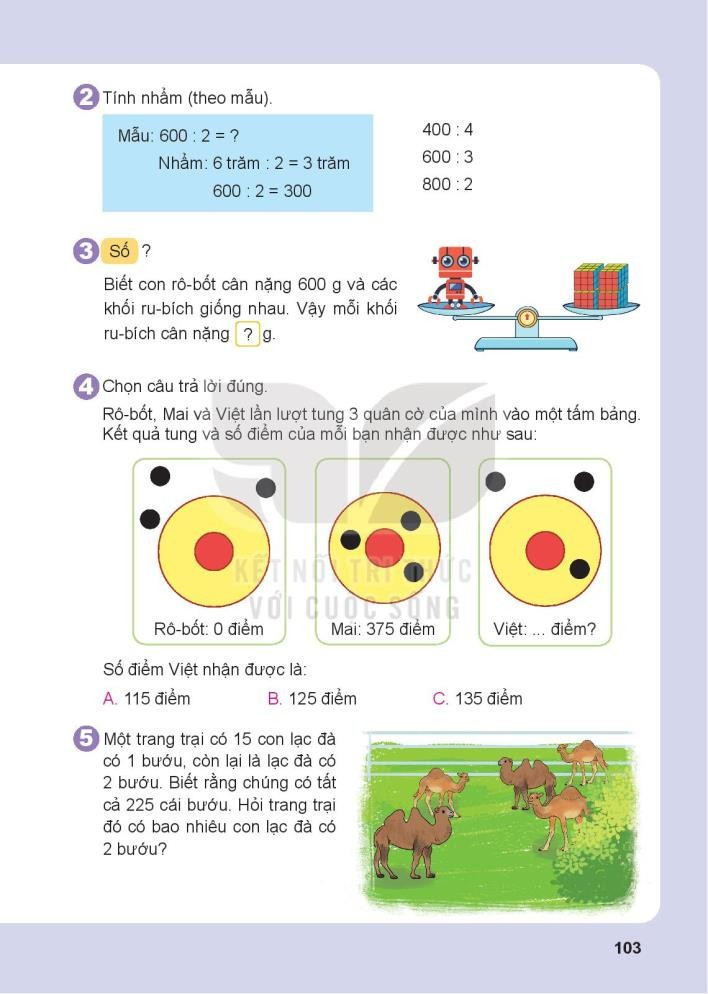 2 Tính nhẩm (theo mẫu).
Mẫu: 600 : 2 = ?
Nhẩm: 6 trăm : 2 = 3 trăm
600 : 2 = 300
400 : 4
600 : 3
800 : 2
3 Số ?
Biết con rô-bốt cân nặng 600 g và các
khối ru-bích giống nhau. Vậy mỗi khối
ru-bích cân nặng ? g.
4 Chọn câu trả lời đúng.
Rô-bốt, Mai và Việt lần lượt tung 3 quân cờ của mình vào một tấm bảng.
Kết quả tung và số điểm của mỗi bạn nhận được như sau:
KẾT NỐI TRI THỨC
VỚI CUỘC SỐNG
Rô-bốt: 0 điểm
Mai: 375 điểm
Việt: ... điểm?
Số điểm Việt nhận được là:
A. 115 điểm B. 125 điểm C. 135 điểm
5 Một trang trại có 15 con lạc đà
có 1 bướu, còn lại là lạc đà có
2 bướu. Biết rằng chúng có tất
cả 225 cái bướu. Hỏi trang trại
đó có bao nhiêu con lạc đà có
2 bướu?
103